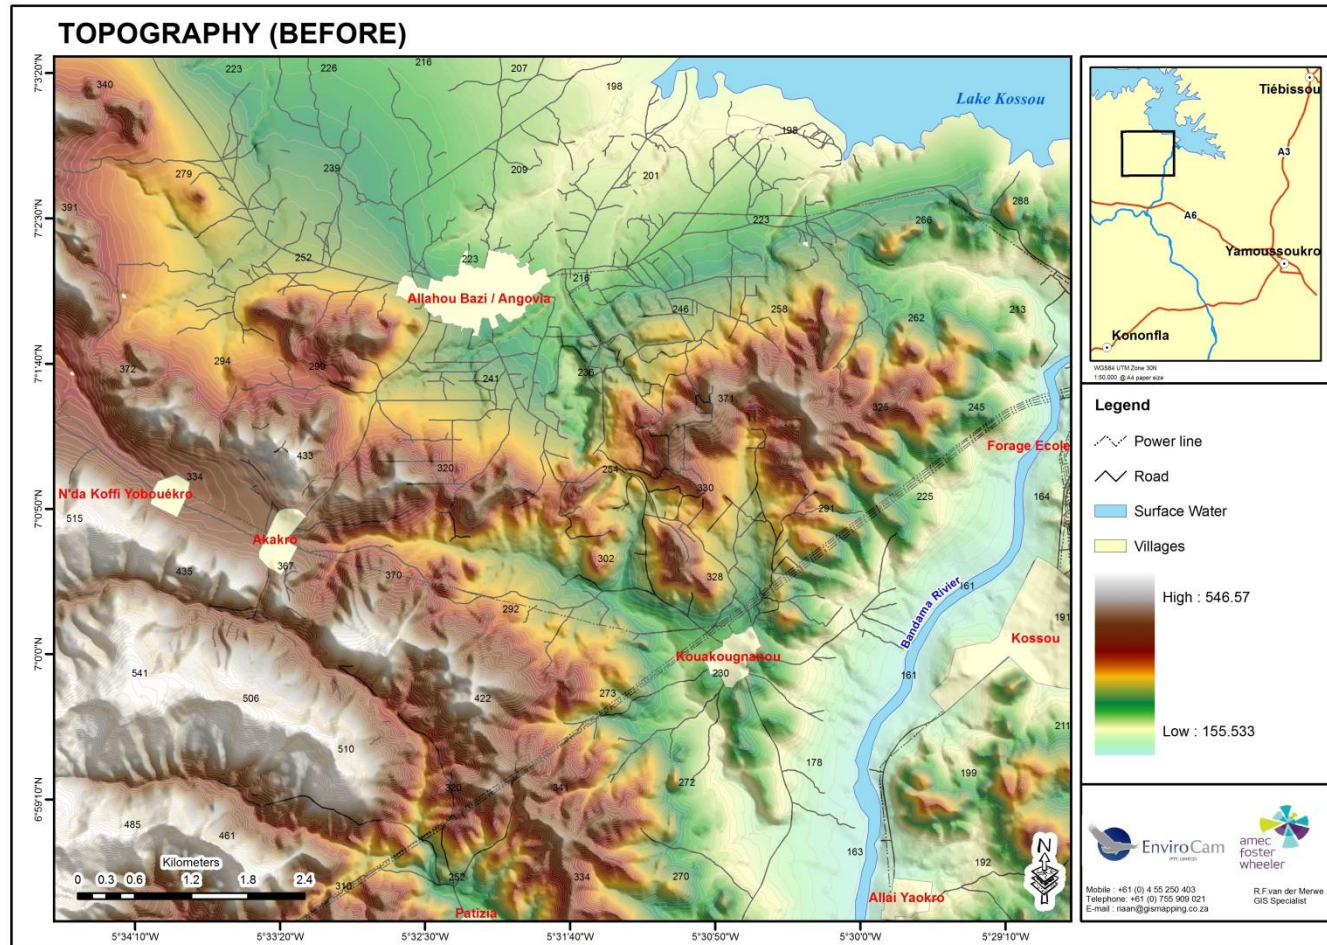 TOPOGRAPHY (BEFORE)
7°3'20"N
7°2'30"N
7°1'40"N
7°0'50"N
7°0'0"N
6°59'10"N
340
223
226
216
207
198
Lake Kossou
198
279
239
209
201
391
223
266
288
252
223
216
Allahou Bazi / Angovia
246
258
262
213
294
290
372
241
236
371
325
245
Forage Ecole
433
320
254
334
N'da Koffi Yobouékro
330
225
164
515
291
Akakro
367
435
370
302
328
292
161
Bandama Rivier
191
Kossou
Kouakougnanou
230
541
506
422
273
161
510
211
178
272
199
320
341
485
461
Kilometers
0 0.3 0.6 1.2 1.8 2.4
163
192
310
252
334
270
Patizia
Allai Yaokro
N
5°34'10"W 5°33'20"W 5°32'30"W 5°31'40"W 5°30'50"W 5°30'0"W 5°29'10"W
Tiébissou
A3
A6
Yamoussoukro
Kononfla
WGS84 UTM Zone 30N
1:50,000 @ A4 paper size
Legend
Power line
Road
Surface Water
Villages
High : 546.57
Low : 155.533
EnviroCam
(PTY) LIMITED
amec
foster
wheeler
Mobile : +61 (0) 4 55 250 403
Telephone: +61 (0) 755 909 021
E-mail : riaan@gismapping.co.za
R.F.van der Merwe
GIS Specialist